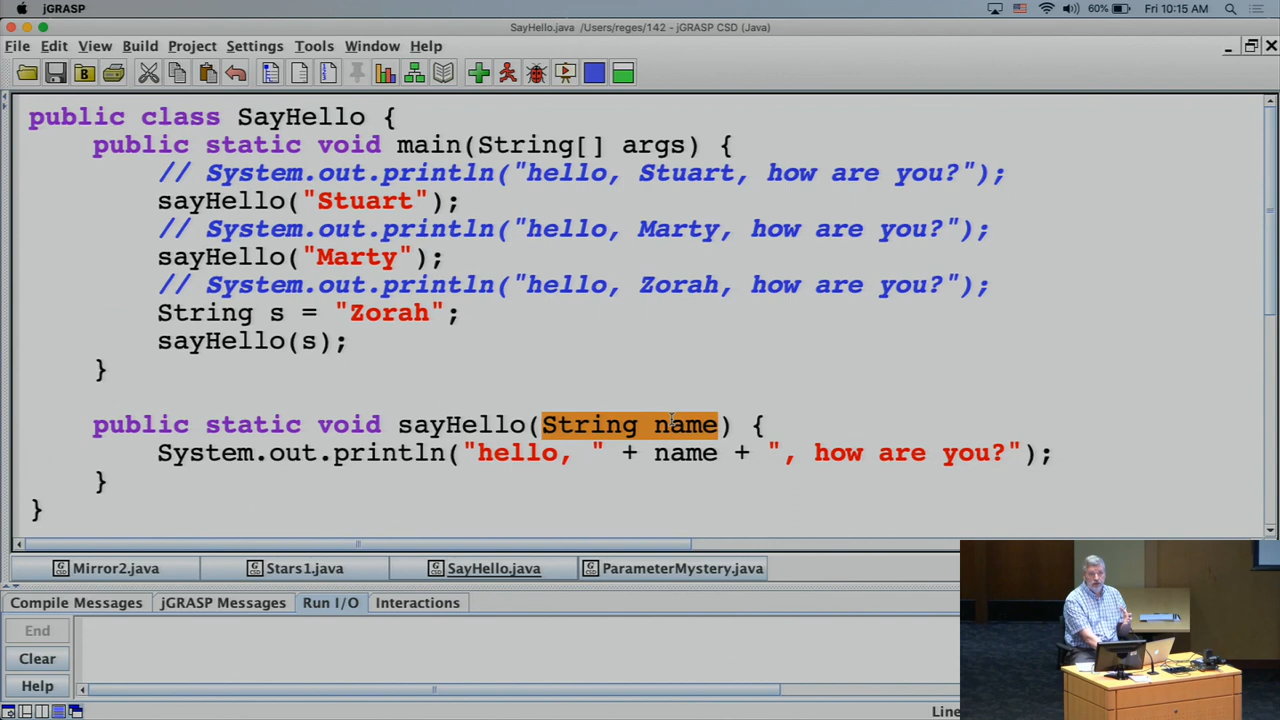 jGRASP
60%
Fri 10:15 AM
SayHello.java /Users/reges/142 - jGRASP CSD (Java)
File Edit View Build Project Settings Tools Window Help
public class SayHello {
public static void main(String[] args) {
// System.out.println("hello, Stuart, how are you?");
sayHello("Stuart");
// System.out.println("hello, Marty, how are you?");
sayHello("Marty");
// System.out.println("hello, Zorah, how are you?");
String s = "Zorah";
sayHello(s);
}
public static void sayHello(String name) {
System.out.println("hello, " + name + ", how are you?");
}
}
Mirror2.java Stars1.java SayHello.java ParameterMystery.java
Compile Messages jGRASP Messages Run I/O Interactions
End
Clear
Help
Line